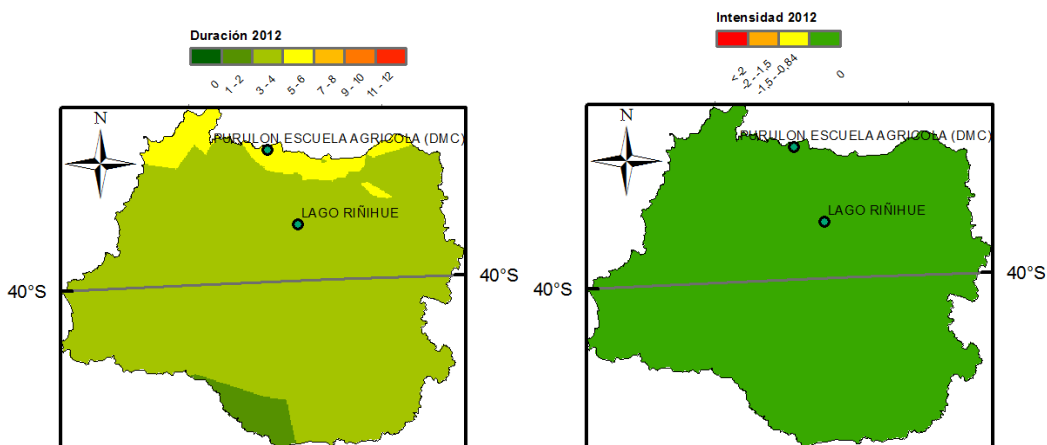 Duración 2012
0
1 - 2
3 - 4
5 - 6
7 - 8
9 - 10
11 - 12
N
PURULON ESCUELA AGRICOLA (DMC)
LAGO RIÑIHUE
40°S
40°S
Intensidad 2012
<-2
-2 - -1,5
-1,5 - -0,84
0
N
PURULON ESCUELA AGRICOLA (DMC)
LAGO RIÑIHUE
40°S
40°S